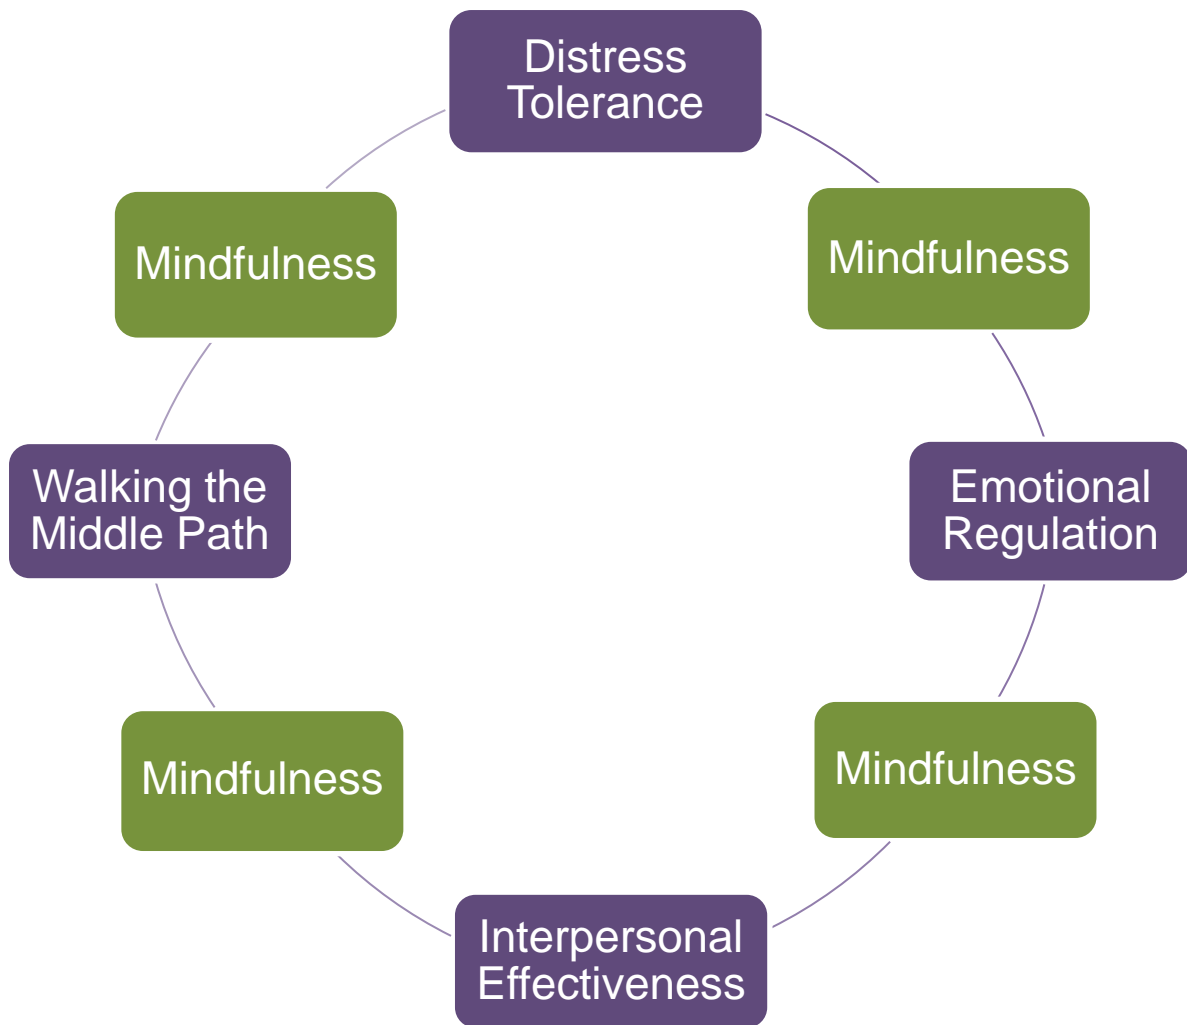 Distress
Tolerance
Mindfulness
Mindfulness
Walking the
Middle Path
Emotional
Regulation
Mindfulness
Mindfulness
Interpersonal
Effectiveness